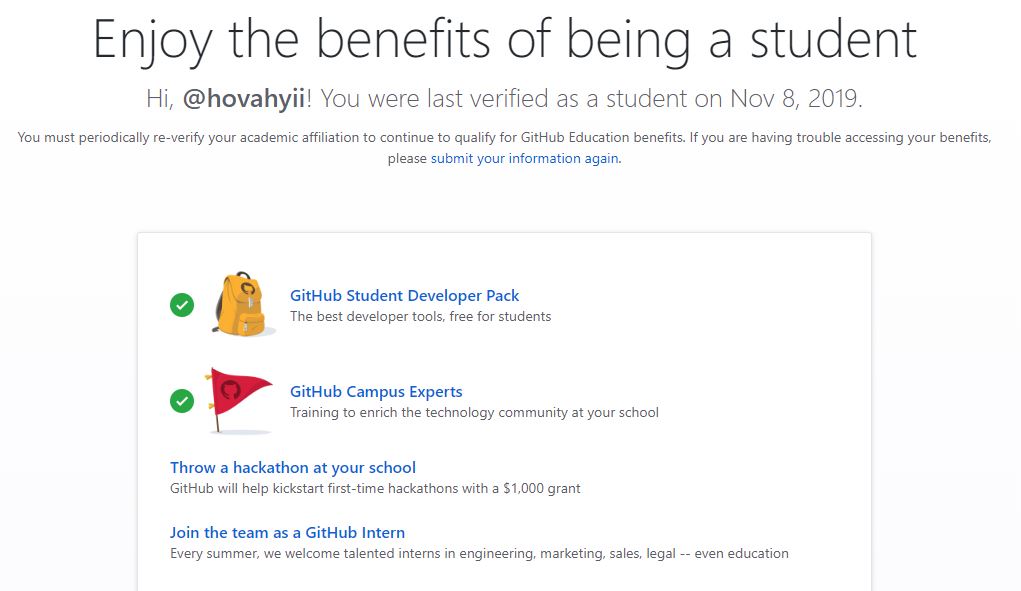 Enjoy the benefits of being a student
Hi, @hovahyii! You were last verified as a student on Nov 8, 2019.
You must periodically re-verify your academic affiliation to continue to qualify for GitHub Education benefits. If you are having trouble accessing your benefits,
please submit your information again.
GitHub Student Developer Pack
The best developer tools, free for students
GitHub Campus Experts
Training to enrich the technology community at your school
Throw a hackathon at your school
GitHub will help kickstart first-time hackathons with a $1,000 grant
Join the team as a GitHub Intern
Every summer, we welcome talented interns in engineering, marketing, sales, legal -- even education